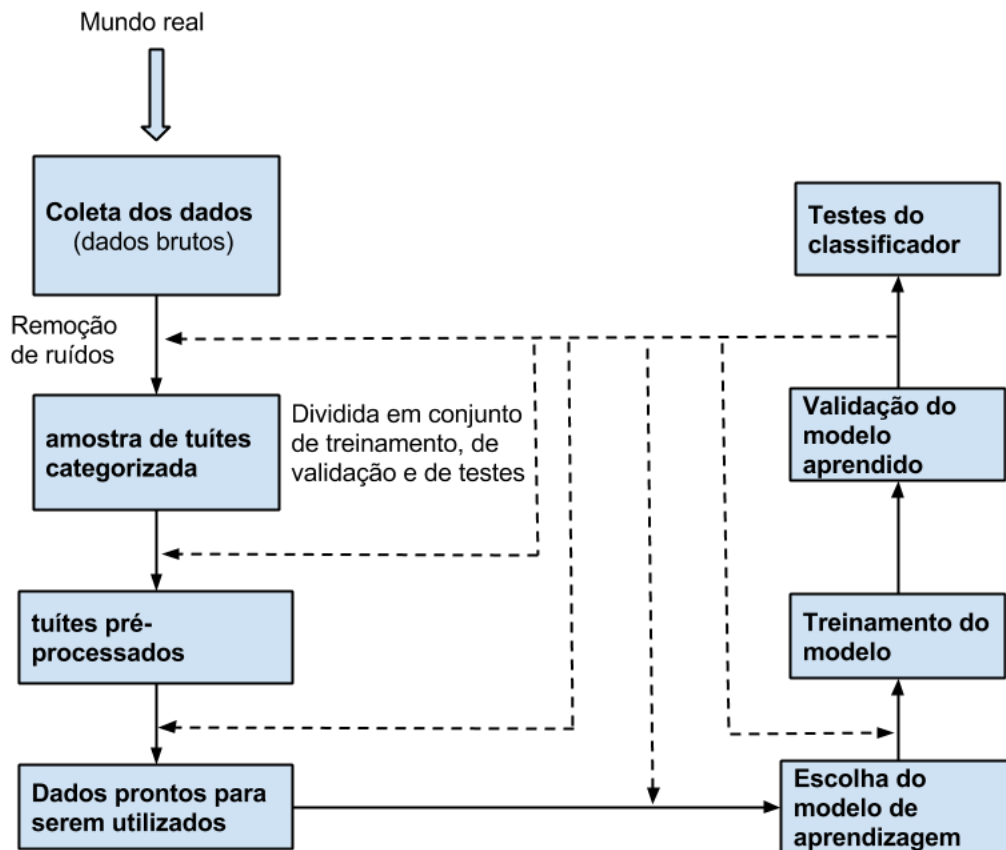 Mundo real
Coleta dos dados
(dados brutos)
Remoção
de ruídos
amostra de tuítes
categorizada
Dividida em conjunto
de treinamento, de
validação e de testes
tuítes pré-
processados
Dados prontos para
serem utilizados
Escolha do
modelo de
aprendizagem
Treinamento do
modelo
Validação do
modelo
aprendido
Testes do
classificador